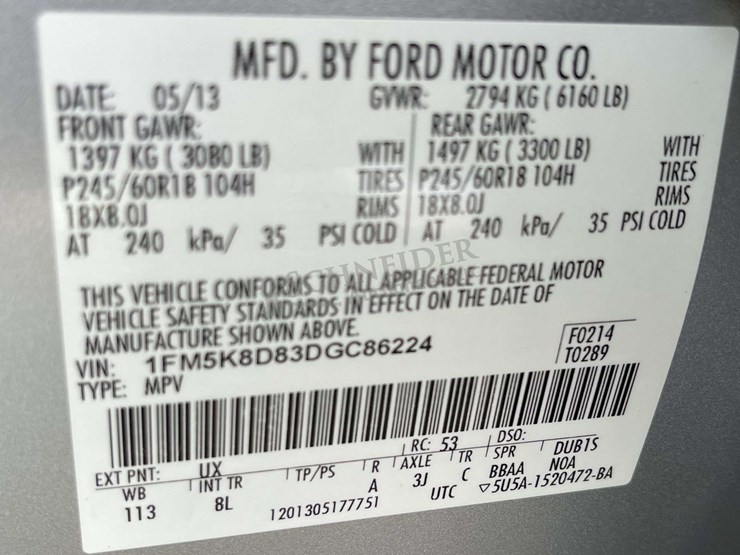 MFD. BY FORD MOTOR CO.
DATE: 05/13 GVWR: 2794 KG ( 6160 LB)
FRONT GAWR: REAR GAWR:
1397 KG ( 3080 LB) WITH 1497 KG ( 3300 LB) WITH
P245/60R18 104H TIRES P245/60R18 104H TIRES
18X8.0J RIMS 18X8.0J RIMS
AT 240 kPa/ 35 PSI COLD AT 240 kPa/ 35 PSI COLD
SCHNEIDER
THIS VEHICLE CONFORMS TO ALL APPLICABLE FEDERAL MOTOR
VEHICLE SAFETY STANDARDS IN EFFECT ON THE DATE OF
MANUFACTURE SHOWN ABOVE.
VIN: 1FM5K8D83DGC86224 F0214
TYPE: MPV T0289
EXT PNT: UX RC: 53 DSO:
WB INT TR TP/PS R AXLE TR SPR DUB1S
113 8L A 3J C BBAA NOA
1201305177751 UTC ▽5U5A-1520472-BA